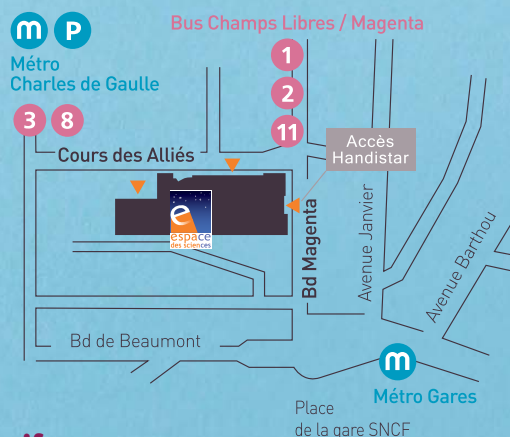 Bus Champs Libres / Magenta
m P
Métro
Charles de Gaulle
1
2
11
3 8
Cours des Alliés
Accès
Handistar
e
espace
des sciences
Bd Magenta
Avenue Janvier
Avenue Barthou
Bd de Beaumont
m
Métro Gares
Place
de la gare SNCF